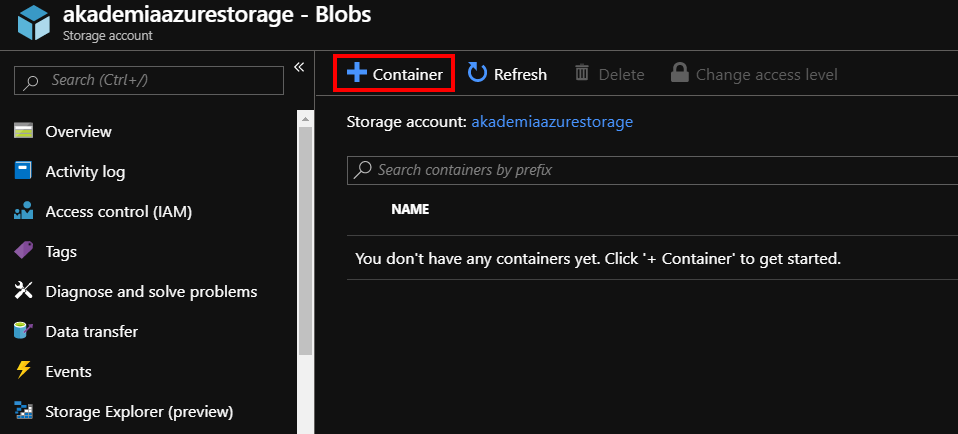 akademiaazurestorage - Blobs
Storage account
Search (Ctrl+/)
Overview
Activity log
Access control (IAM)
Tags
Diagnose and solve problems
Data transfer
Events
Storage Explorer (preview)
Container
Refresh
Delete
Change access level
Storage account: akademiaazurestorage
Search containers by prefix
NAME
You don't have any containers yet. Click '+ Container' to get started.